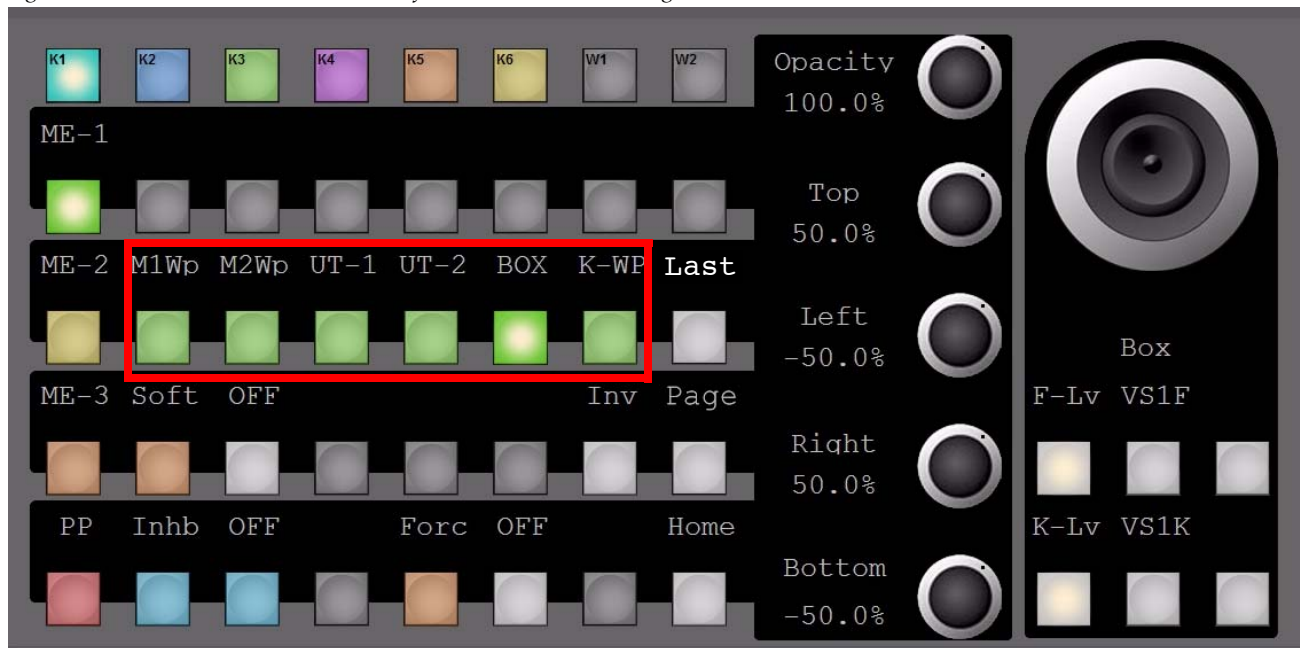 K1 K2 K3 K4 K5 K6 W1 W2
Opacity
100.0%
ME-1
Top
50.0%
ME-2 M1Wp M2Wp UT-1 UT-2 BOX K-WP Last
Left
-50.0%
Box
ME-3 Soft OFF Inv Page
F-Lv VS1F
Right
50.0%
PP Inhb OFF Forc OFF Home
K-Lv VS1K
Bottom
-50.0%